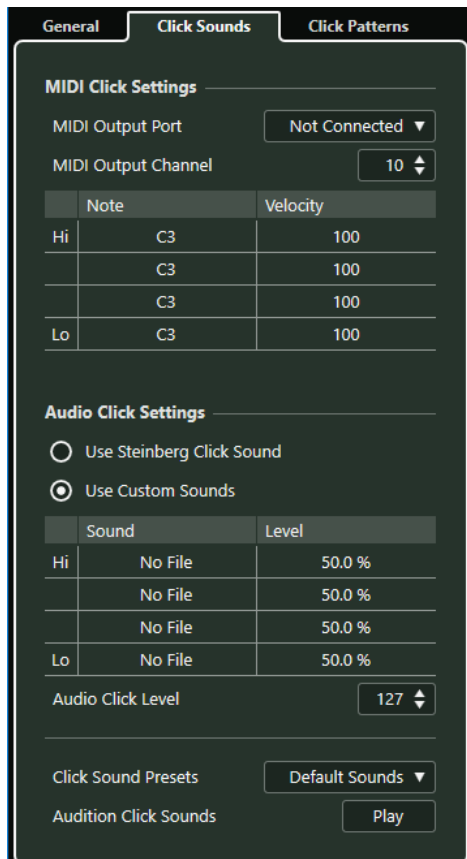 General Click Sounds Click Patterns
MIDI Click Settings
MIDI Output Port Not Connected
MIDI Output Channel 10
Note Velocity
Hi C3 100
C3 100
C3 100
Lo C3 100
Audio Click Settings
Use Steinberg Click Sound
Use Custom Sounds
Sound Level
Hi No File 50.0 %
No File 50.0 %
No File 50.0 %
Lo No File 50.0 %
Audio Click Level 127
Click Sound Presets Default Sounds
Audition Click Sounds Play